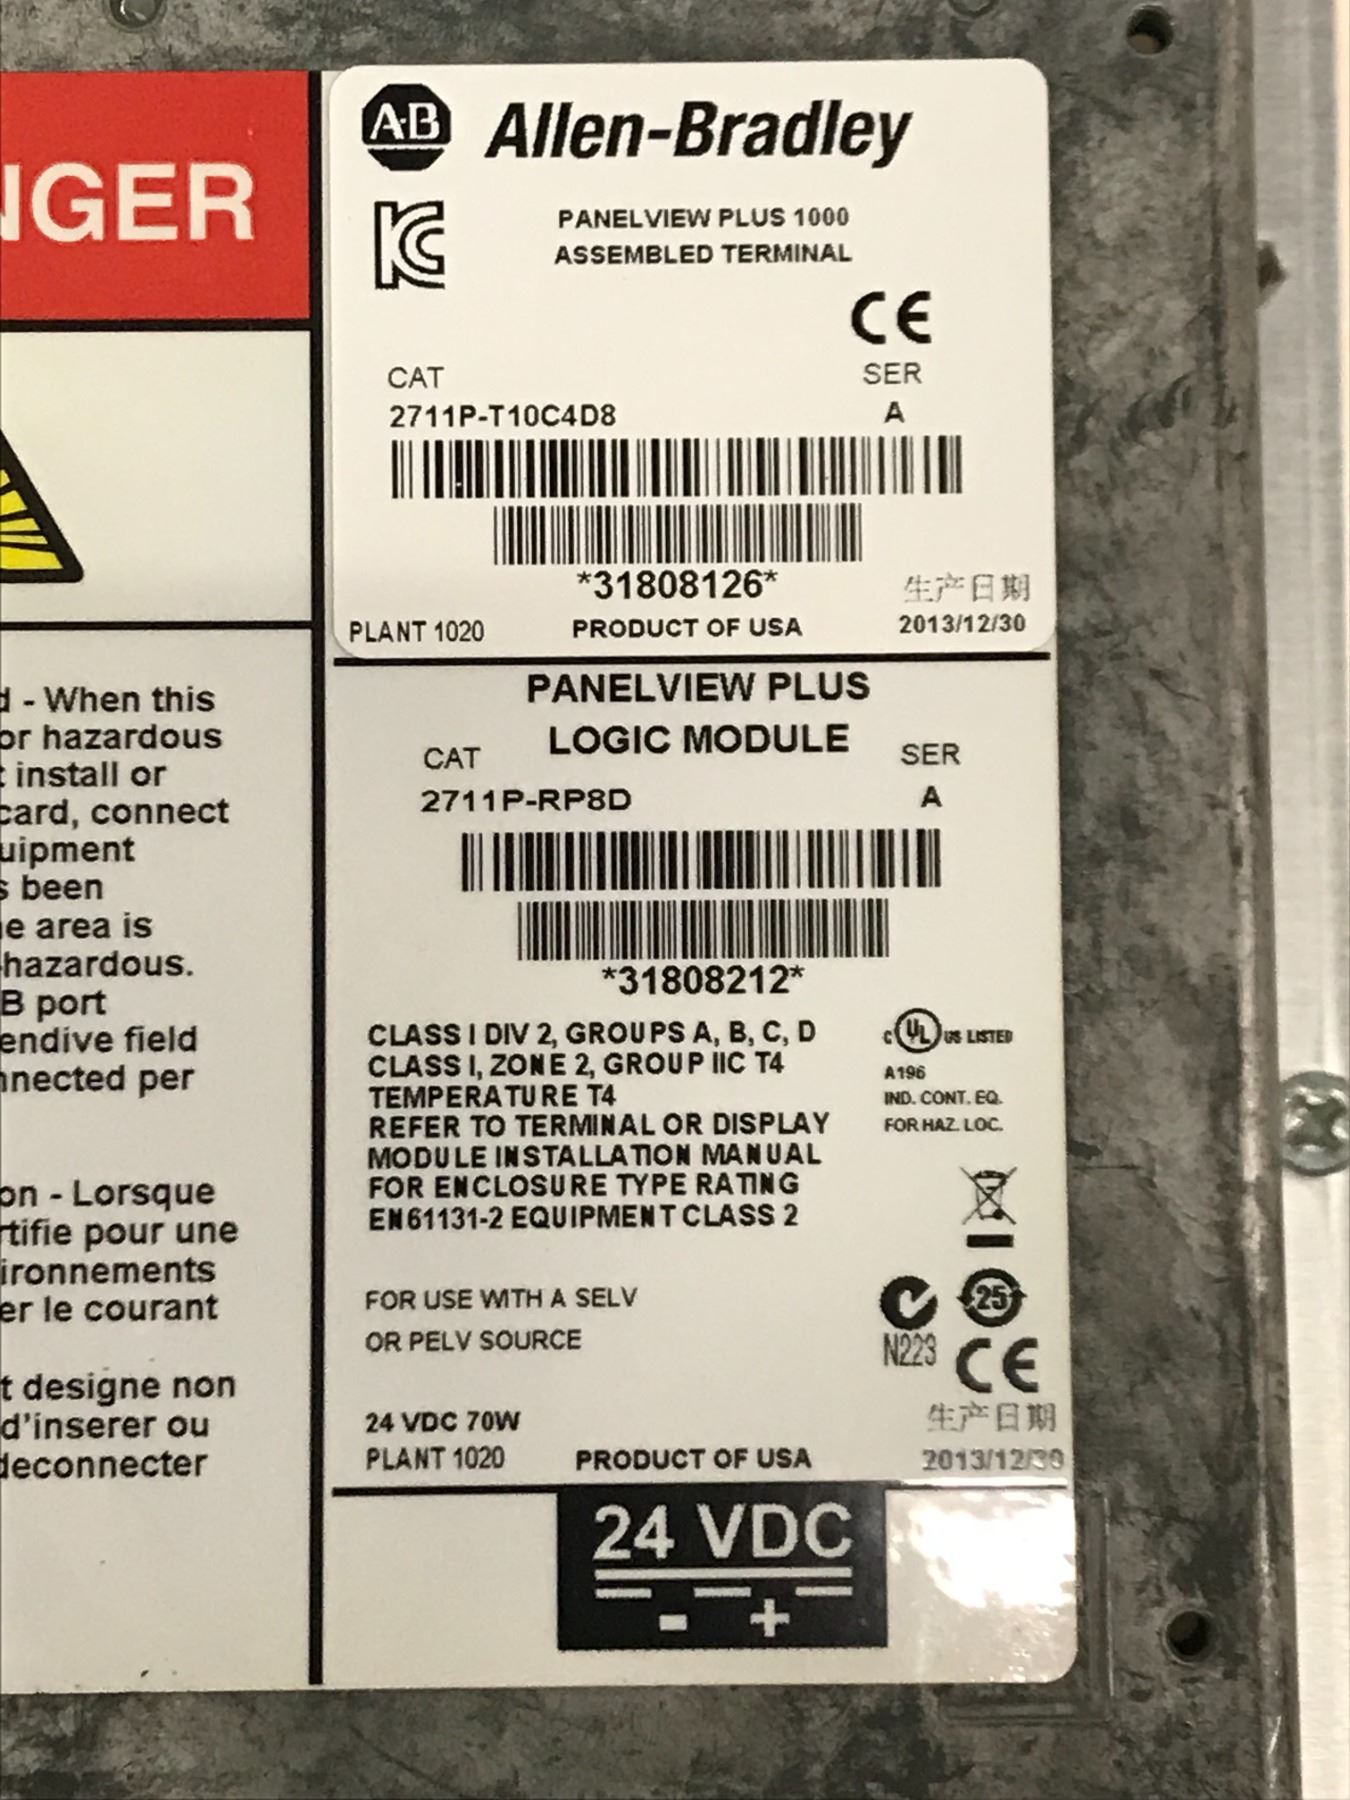 NGER
d - When this
or hazardous
install or
card, connect
uipment
s been
e area is
-hazardous.
B port
endive field
nnected per
on - Lorsque
rtifie pour une
ironnements
er le courant
t designe non
d'inserer ou
deconnecter
A·B Allen-Bradley
KC
PANELVIEW PLUS 1000
ASSEMBLED TERMINAL
CE
CAT SER
2711P-T10C4D8 A
*31808126*
生产日期
PLANT 1020 PRODUCT OF USA 2013/12/30
PANELVIEW PLUS
LOGIC MODULE
CAT SER
2711P-RP8D A
*31808212*
CLASS I DIV 2, GROUPS A, B, C, D
CLASS I, ZONE 2, GROUP IIC T4
TEMPERATURE T4
REFER TO TERMINAL OR DISPLAY
MODULE INSTALLATION MANUAL
FOR ENCLOSURE TYPE RATING
EN61131-2 EQUIPMENT CLASS 2
C UL US LISTED
A196
IND. CONT. EQ.
FOR HAZ. LOC.
FOR USE WITH A SELV
OR PELV SOURCE
25
N223
CE
生产日期
24 VDC 70W
PLANT 1020 PRODUCT OF USA 2013/12/30
24 VDC
- +